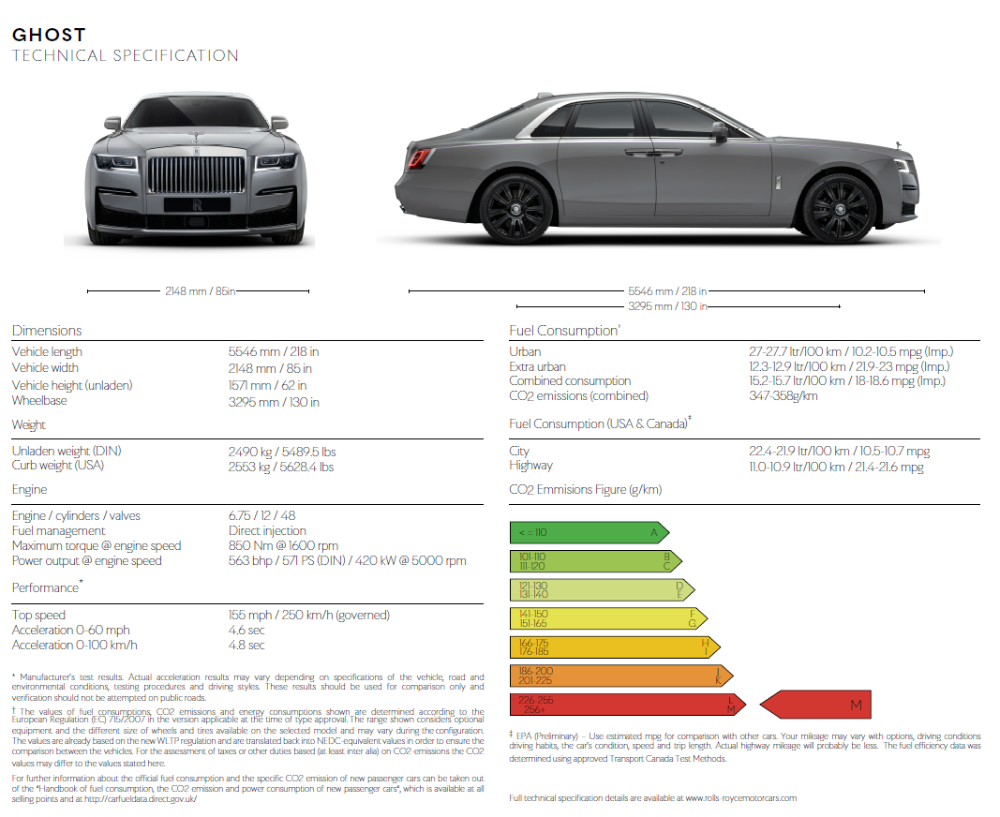 GHOST
TECHNICAL SPECIFICATION
2148 mm / 85in
5546 mm / 218 in
3295 mm / 130 in
Dimensions
Vehicle length 5546 mm / 218 in
Vehicle width 2148 mm / 85 in
Vehicle height (unladen) 1571 mm / 62 in
Wheelbase 3295 mm / 130 in
Weight
Unladen weight (DIN) 2490 kg / 5489.5 lbs
Curb weight (USA) 2553 kg / 5628.4 lbs
Engine
Engine / cylinders / valves 6.75 / 12 / 48
Fuel management Direct injection
Maximum torque @ engine speed 850 Nm @ 1600 rpm
Power output @ engine speed 563 bhp / 571 PS (DIN) / 420 kW @ 5000 rpm
Performance*
Top speed 155 mph / 250 km/h (governed)
Acceleration 0-60 mph 4.6 sec
Acceleration 0-100 km/h 4.8 sec
* Manufacturer's test results. Actual acceleration results may vary depending on specifications of the vehicle, road and
environmental conditions, testing procedures and driving styles. These results should be used for comparison only and
verification should not be attempted on public roads.
† The values of fuel consumptions, CO2 emissions and energy consumptions shown are determined according to the
European Regulation (EC) 715/2007 in the version applicable at the time of type approval. The range shown considers optional
equipment and the different size of wheels and tires available on the selected model and may vary during the configuration.
The values are already based on the new WLTP regulation and are translated back into NEDC-equivalent values in order to ensure the
comparison between the vehicles. For the assessment of taxes or other duties based (at least inter alia) on CO2-emissions the CO2
values may differ to the values stated here.
For further information about the official fuel consumption and the specific CO2 emission of new passenger cars can be taken out
of the "Handbook of fuel consumption, the CO2 emission and power consumption of new passenger cars", which is available at all
selling points and at http://carfueldata.direct.gov.uk/
Fuel Consumption†
Urban 27-27.7 ltr/100 km / 10.2-10.5 mpg (Imp.)
Extra urban 12.3-12.9 ltr/100 km / 21.9-23 mpg (Imp.)
Combined consumption 15.2-15.7 ltr/100 km / 18-18.6 mpg (Imp.)
CO2 emissions (combined) 347-358g/km
Fuel Consumption (USA & Canada)‡
City 22.4-21.9 ltr/100 km / 10.5-10.7 mpg
Highway 11.0-10.9 ltr/100 km / 21.4-21.6 mpg
CO2 Emmisions Figure (g/km)
< = 110 A
101-110 B
111-120 C
121-130 D
131-140 E
141-150 F
151-165 G
166-175 H
176-185 I
186-200 J
201-225 K
226-255 L
256+ M
M
‡ EPA (Preliminary) – Use estimated mpg for comparison with other cars. Your mileage may vary with options, driving conditions
driving habits, the car's condition, speed and trip length. Actual highway mileage will probably be less. The fuel efficiency data was
determined using approved Transport Canada Test Methods.
Full technical specification details are available at www.rolls-roycemotorcars.com